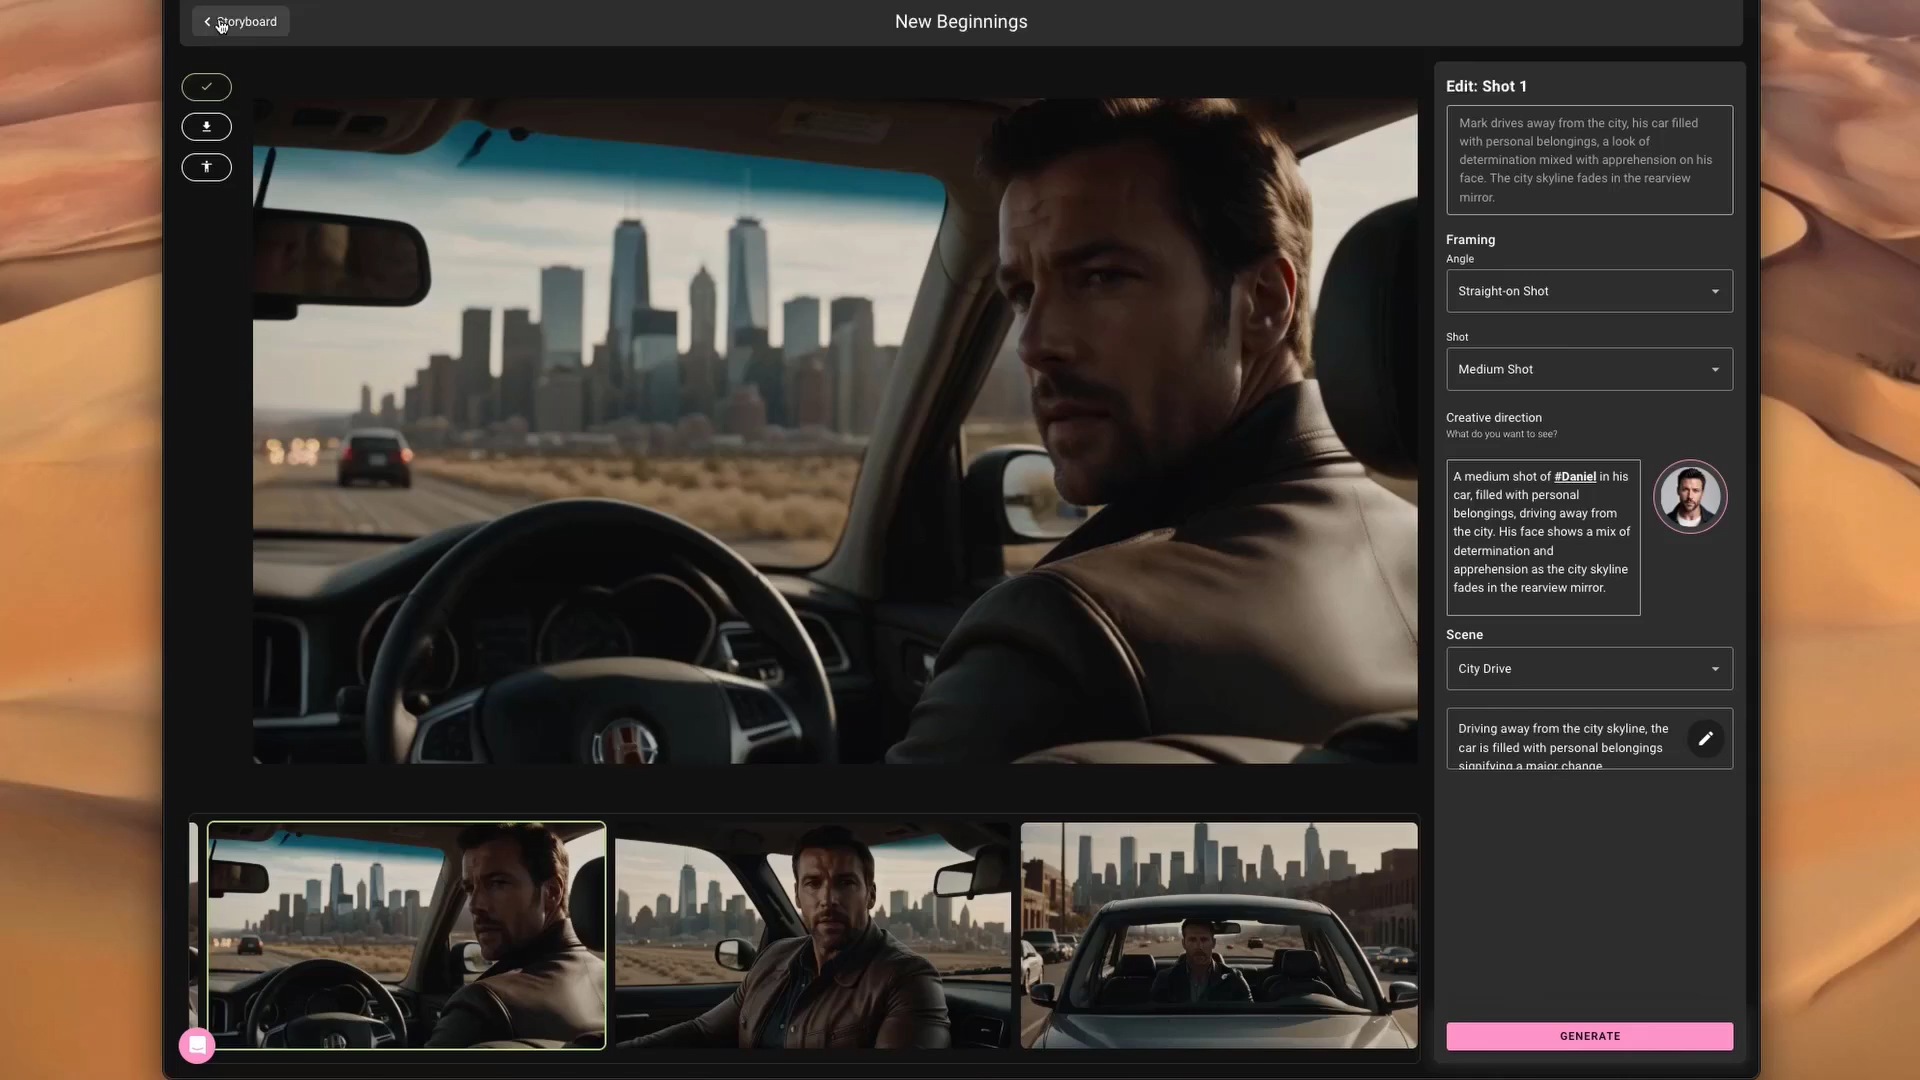 Storyboard
New Beginnings
Edit: Shot 1
Mark drives away from the city, his car filled
with personal belongings, a look of
determination mixed with apprehension on his
face. The city skyline fades in the rearview
mirror.
Framing
Angle
Straight-on Shot
Shot
Medium Shot
Creative direction
What do you want to see?
A medium shot of #Daniel in his
car, filled with personal
belongings, driving away from
the city. His face shows a mix of
determination and
apprehension as the city skyline
fades in the rearview mirror.
Scene
City Drive
Driving away from the city skyline, the
car is filled with personal belongings
signifying a major change.
GENERATE